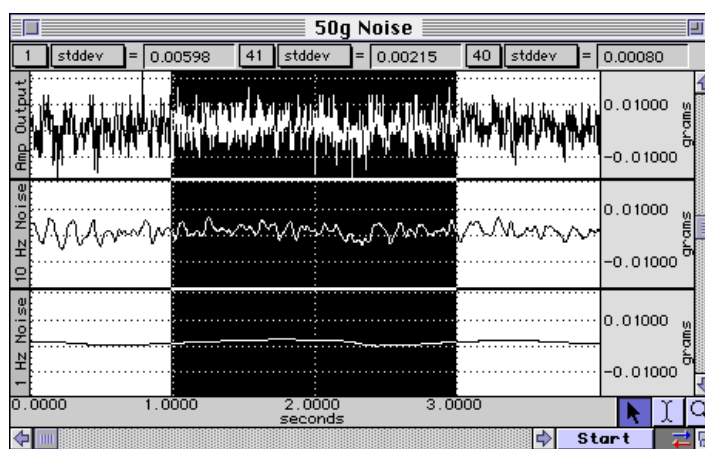 50g Noise
1 stddev = 0.00598 41 stddev = 0.00215 40 stddev = 0.00080
Amp Output
0.01000
-0.01000
grams
10 Hz Noise
0.01000
-0.01000
grams
1 Hz Noise
0.01000
-0.01000
grams
0.0000 1.0000 2.0000 3.0000
seconds
Start